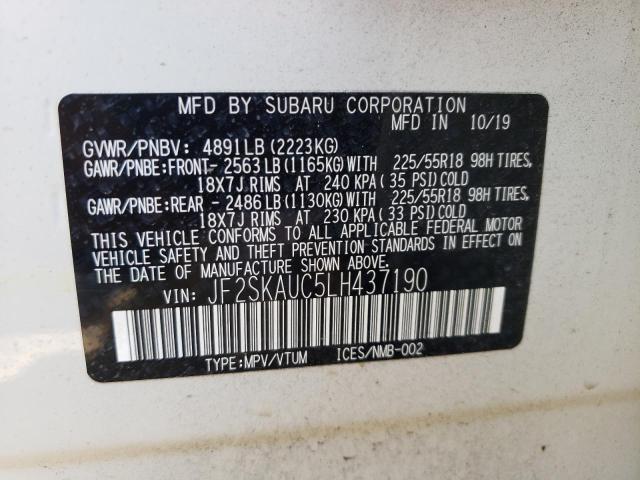 MFD BY SUBARU CORPORATION
MFD IN 10/19
GVWR/PNBV: 4891LB(2223KG)
GAWR/PNBE:FRONT- 2563LB(1165KG)WITH 225/55R18 98H TIRES,
18X7J RIMS AT 240 KPA(35 PSI)COLD
GAWR/PNBE:REAR - 2486LB(1130KG)WITH 225/55R18 98H TIRES,
18X7J RIMS AT 230 KPA(33 PSI)COLD
THIS VEHICLE CONFORMS TO ALL APPLICABLE FEDERAL MOTOR
VEHICLE SAFETY AND THEFT PREVENTION STANDARDS IN EFFECT ON
THE DATE OF MANUFACTURE SHOWN ABOVE.
VIN: JF2SKAUC5LH437190
TYPE:MPV/VTUM ICES/NMB-002